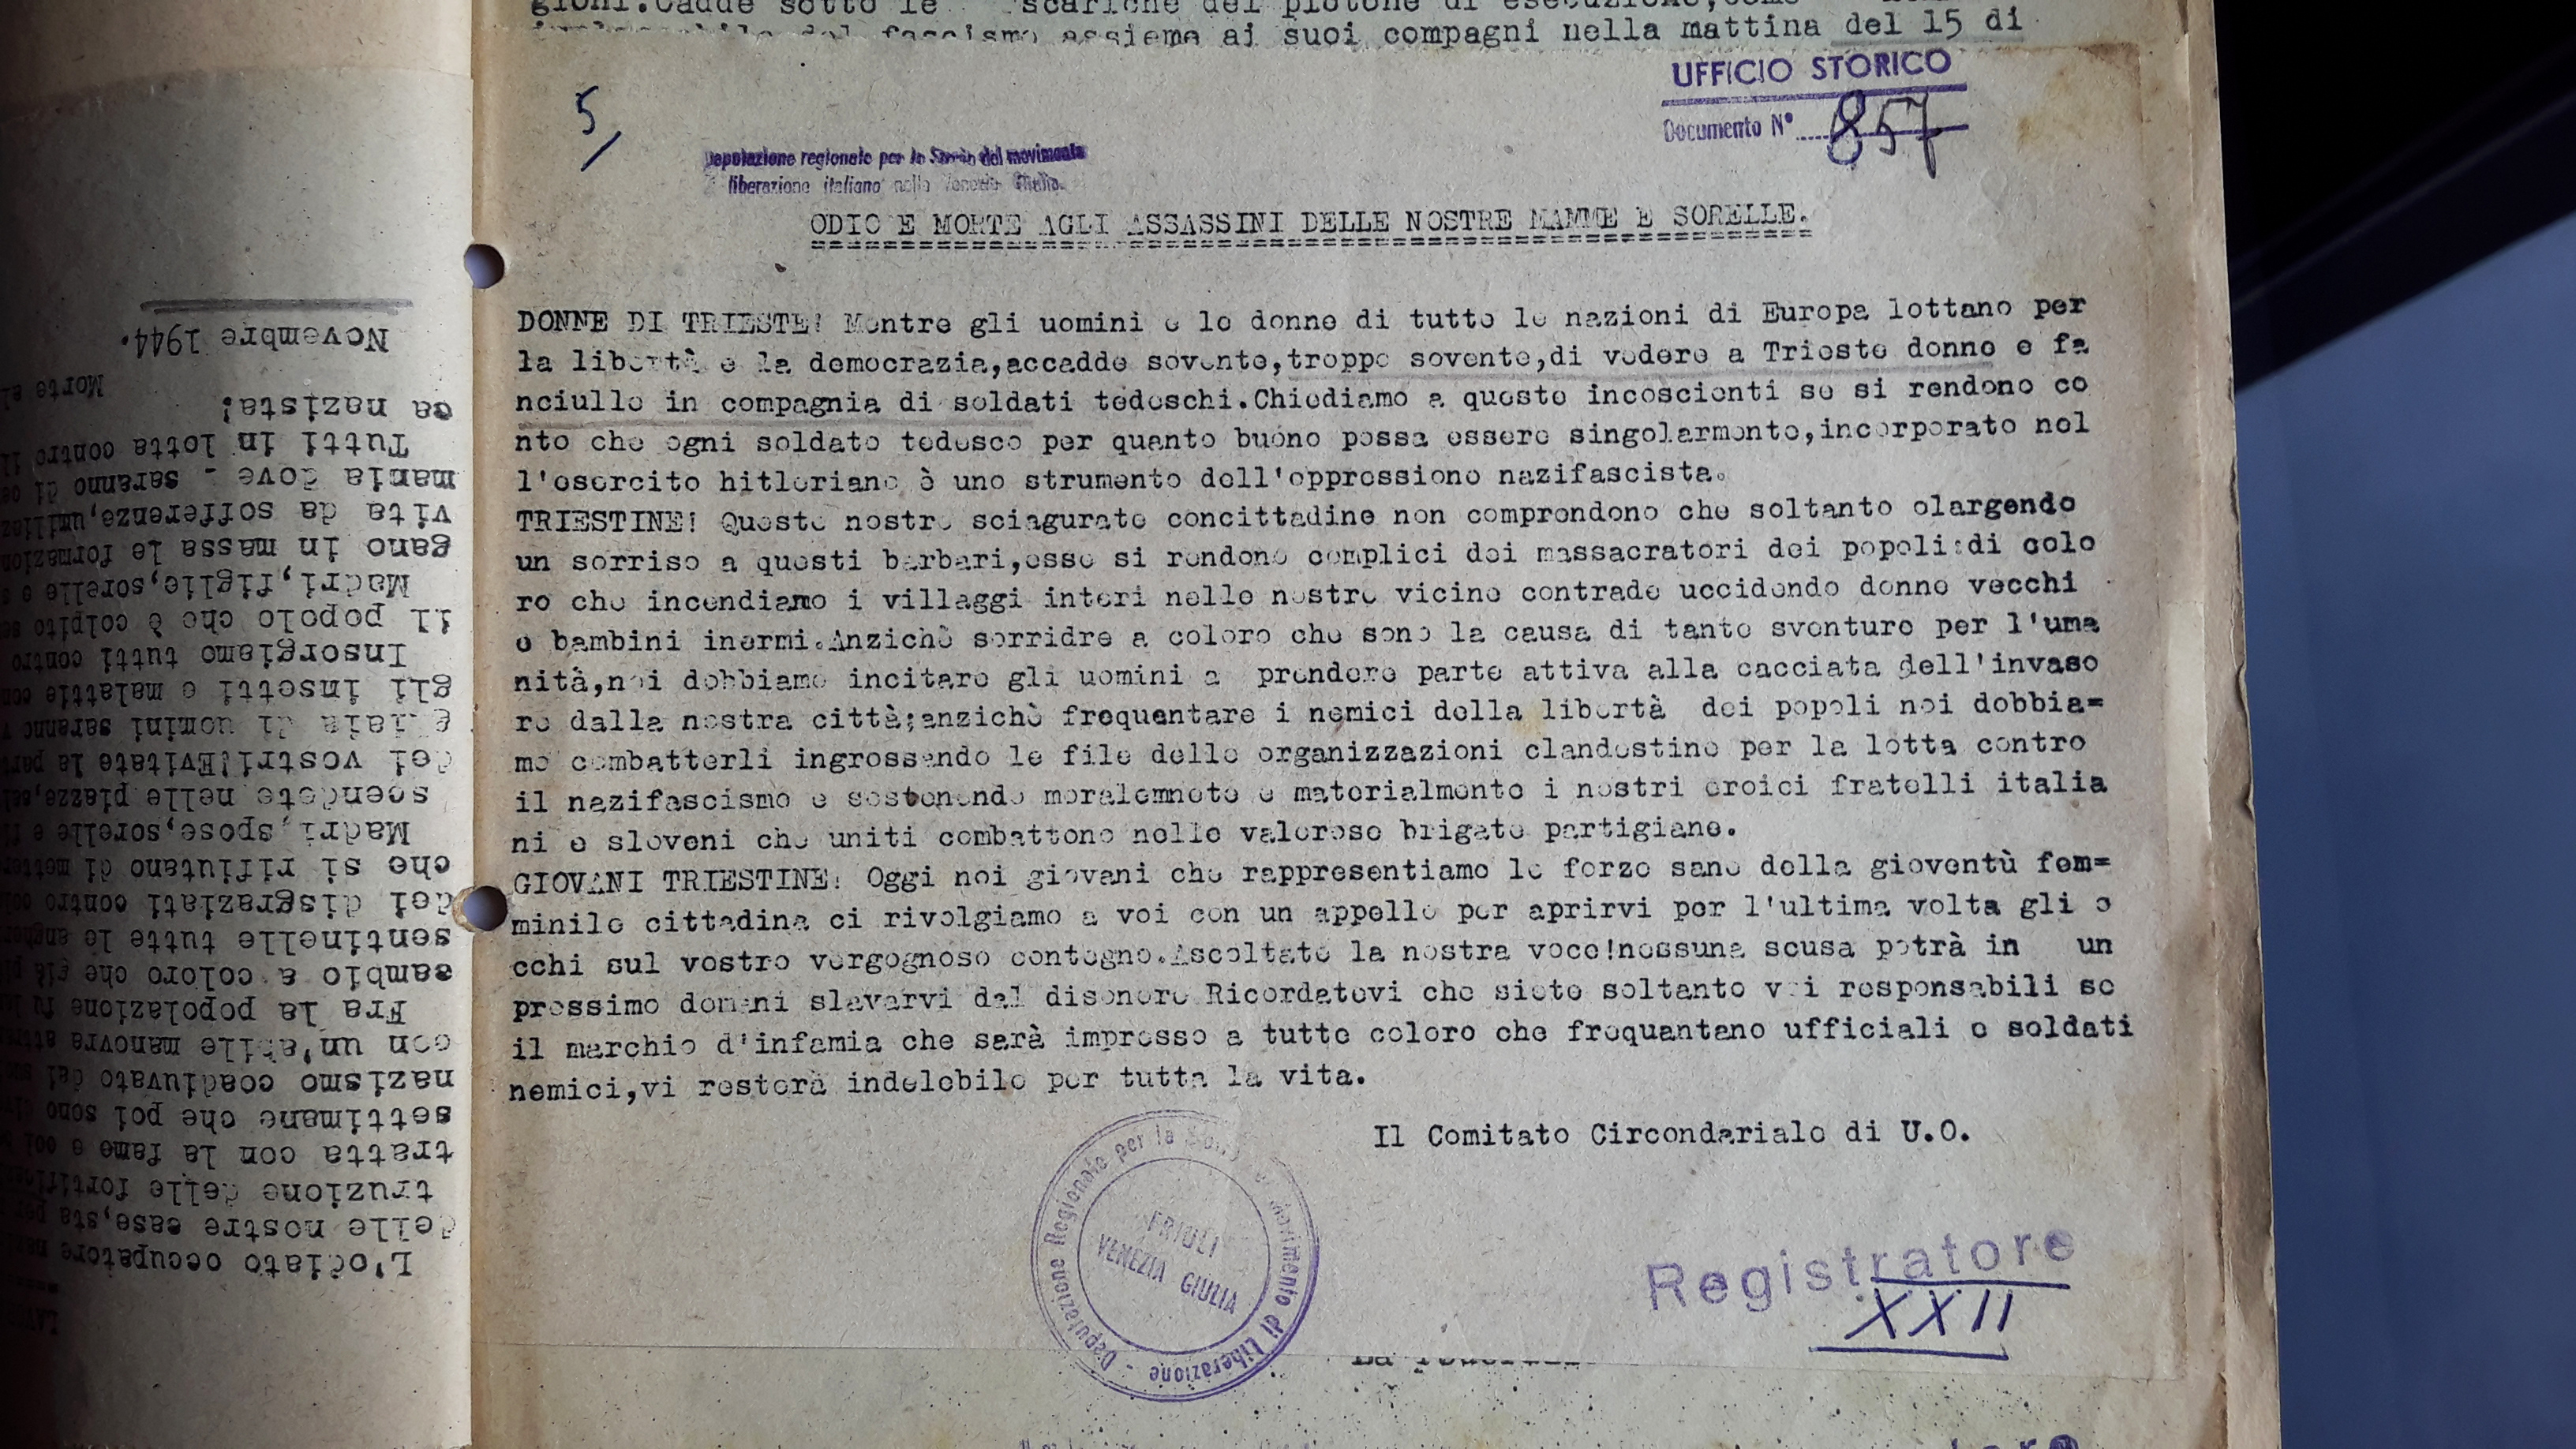 scariche del plotone di esecuzione,come
del fascismo assieme ai suoi compagni nella mattina del 15 di
UFFICIO STORICO
Documento N° 857
5,
Deputazione regionale per la Storia del movimento
liberazione italiano nella Venezia Giulia.
ODIO E MORTE AGLI ASSASSINI DELLE NOSTRE MAMME E SORELLE.
DONNE DI TRIESTE! Mentre gli uomini e le donne di tutte le nazioni di Europa lottano per
la libertà e la democrazia,accadde sovente,troppo sovente,di vedere a Trieste donne e fa
nciulle in compagnia di soldati tedeschi.Chiediamo a queste incoscienti se si rendono co
nto che ogni soldato tedesco per quanto buono possa essere singolarmente,incorporato nel
l'esercito hitleriano è uno strumento dell'oppressione nazifascista.
TRIESTINE! Queste nostre sciagurate concittadine non comprendono che soltanto elargendo
un sorriso a questi barbari,esse si rendono complici dei massacratori dei popoli:di colo
ro che incendiamo i villaggi interi nelle nostre vicine contrade uccidendo donne vecchi
e bambini inermi.Anzichè sorridre a coloro che sono la causa di tante sventure per l'uma
nità,noi dobbiamo incitare gli uomini a prendere parte attiva alla cacciata dell'invaso
re dalla nostra città;anzichè frequentare i nemici della libertà dei popoli noi dobbia=
mo combatterli ingrossando le file delle organizzazioni clandestine per la lotta contro
il nazifascismo e sostenendo moralemnete e materialmente i nostri eroici fratelli italia
ni e sloveni che uniti combattono nelle valorose brigate partigiane.
GIOVANI TRIESTINE! Oggi noi giovani che rappresentiamo le forze sane della gioventù fem=
minile cittadina ci rivolgiamo a voi con un appello per aprirvi per l'ultima volta gli o
cchi sul vostro vergognoso contegno.Ascoltate la nostra voce!nessuna scusa potrà in un
prossimo domani slavarvi dal disonore Ricordatevi che siete soltanto voi responsabili se
il marchio d'infamia che sarà impresso a tutte coloro che frequantano ufficiali e soldati
nemici,vi resterà indelebile per tutta la vita.
Il Comitato Circondariale di U.O.
Deputazione Regionale per la Storia del Movimento di Liberazione -
FRIULI
VENEZIA GIULIA
Registratore
XXII
L'odiato occupatore
delle nostre case,sta
truzione delle
tratta con la fame e
settimane che poi sono
nazismo coadiuvato dal
con un'abile manovra
Fra la popolazione
cambio a coloro che già
sentinelle tutte le
dei disgraziati contro
che si rifiutano di
Madri, spose,sorelle e
scendete nelle piazze,
dei vostri!Evitate la
gliaia di uomini saranno
gli insetti e malattie
Insorgiamo tutti contro
il popolo che è colpito
Madri,figlie,sorelle e
gano in massa le
vita da sofferenze,
mania dove - saranno di
Tutti in lotta contro
ca nazista!
Morte al
Novembre 1944.